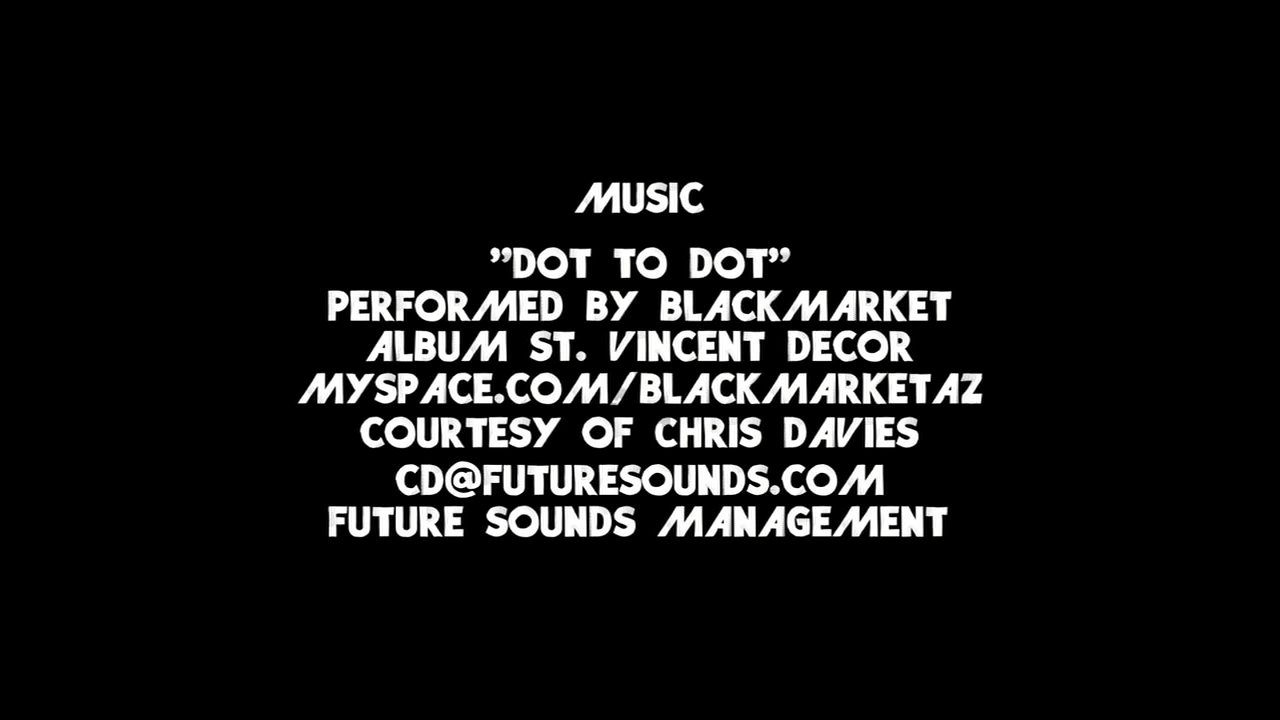 MUSIC
"DOT TO DOT"
PERFORMED BY BLACKMARKET
ALBUM ST. VINCENT DECOR
MYSPACE.COM/BLACKMARKETAZ
COURTESY OF CHRIS DAVIES
CD@FUTURESOUNDS.COM
FUTURE SOUNDS MANAGEMENT